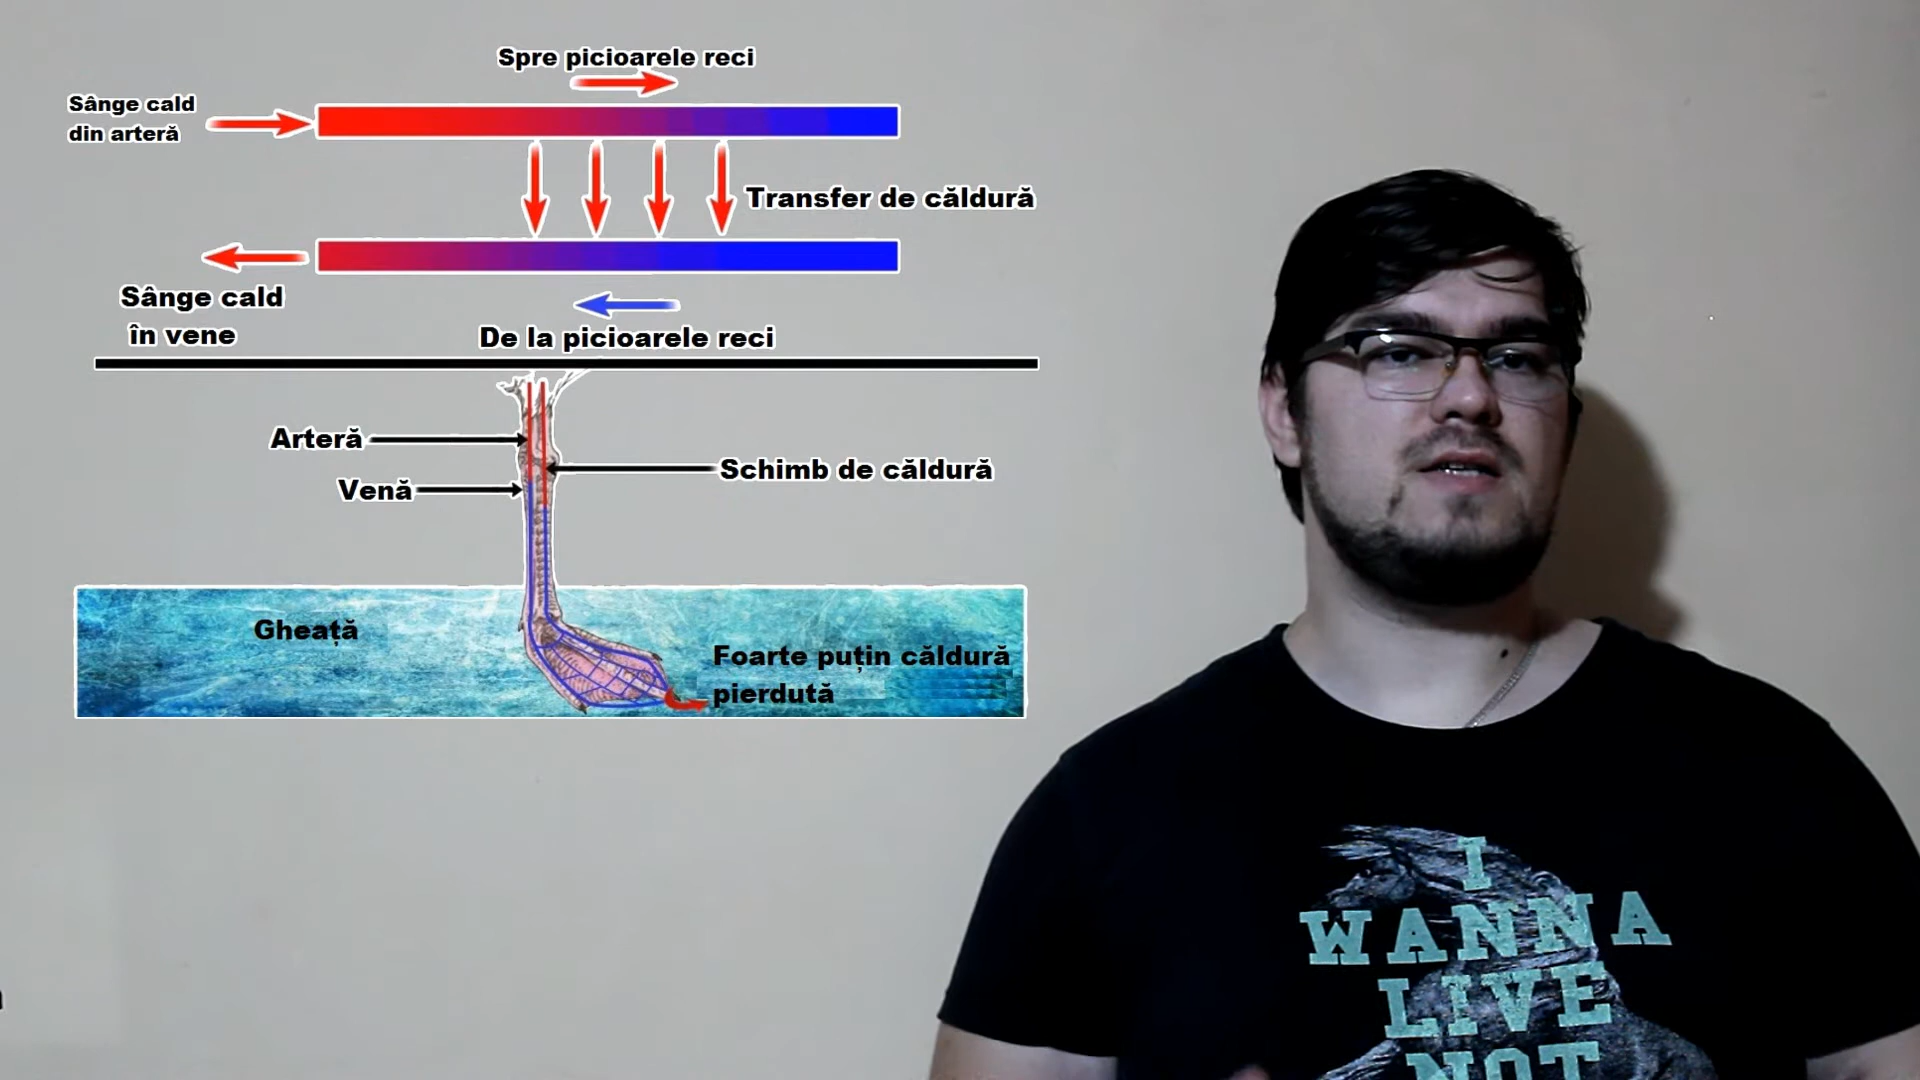 Spre picioarele reci
Sânge cald
din arteră
Transfer de căldură
Sânge cald
în vene
De la picioarele reci
Arteră
Schimb de căldură
Venă
Gheață
Foarte puțin căldură
pierdută
I
WANNA
LIVE
NOT